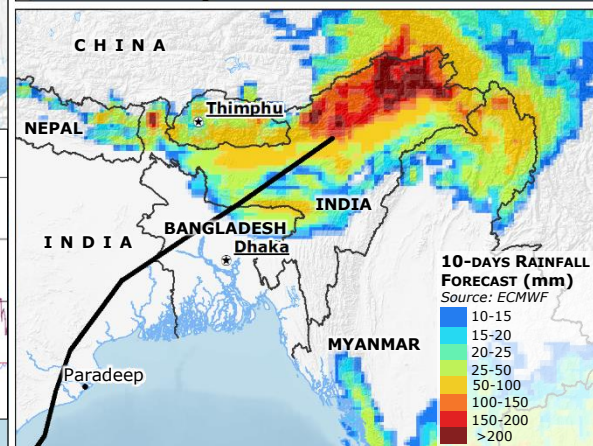 CHINA
Thimphu
NEPAL
INDIA
BANGLADESH
INDIA
Dhaka
MYANMAR
Paradeep
10-DAYS RAINFALL
FORECAST (mm)
Source: ECMWF
10-15
15-20
20-25
25-50
50-100
100-150
150-200
>200